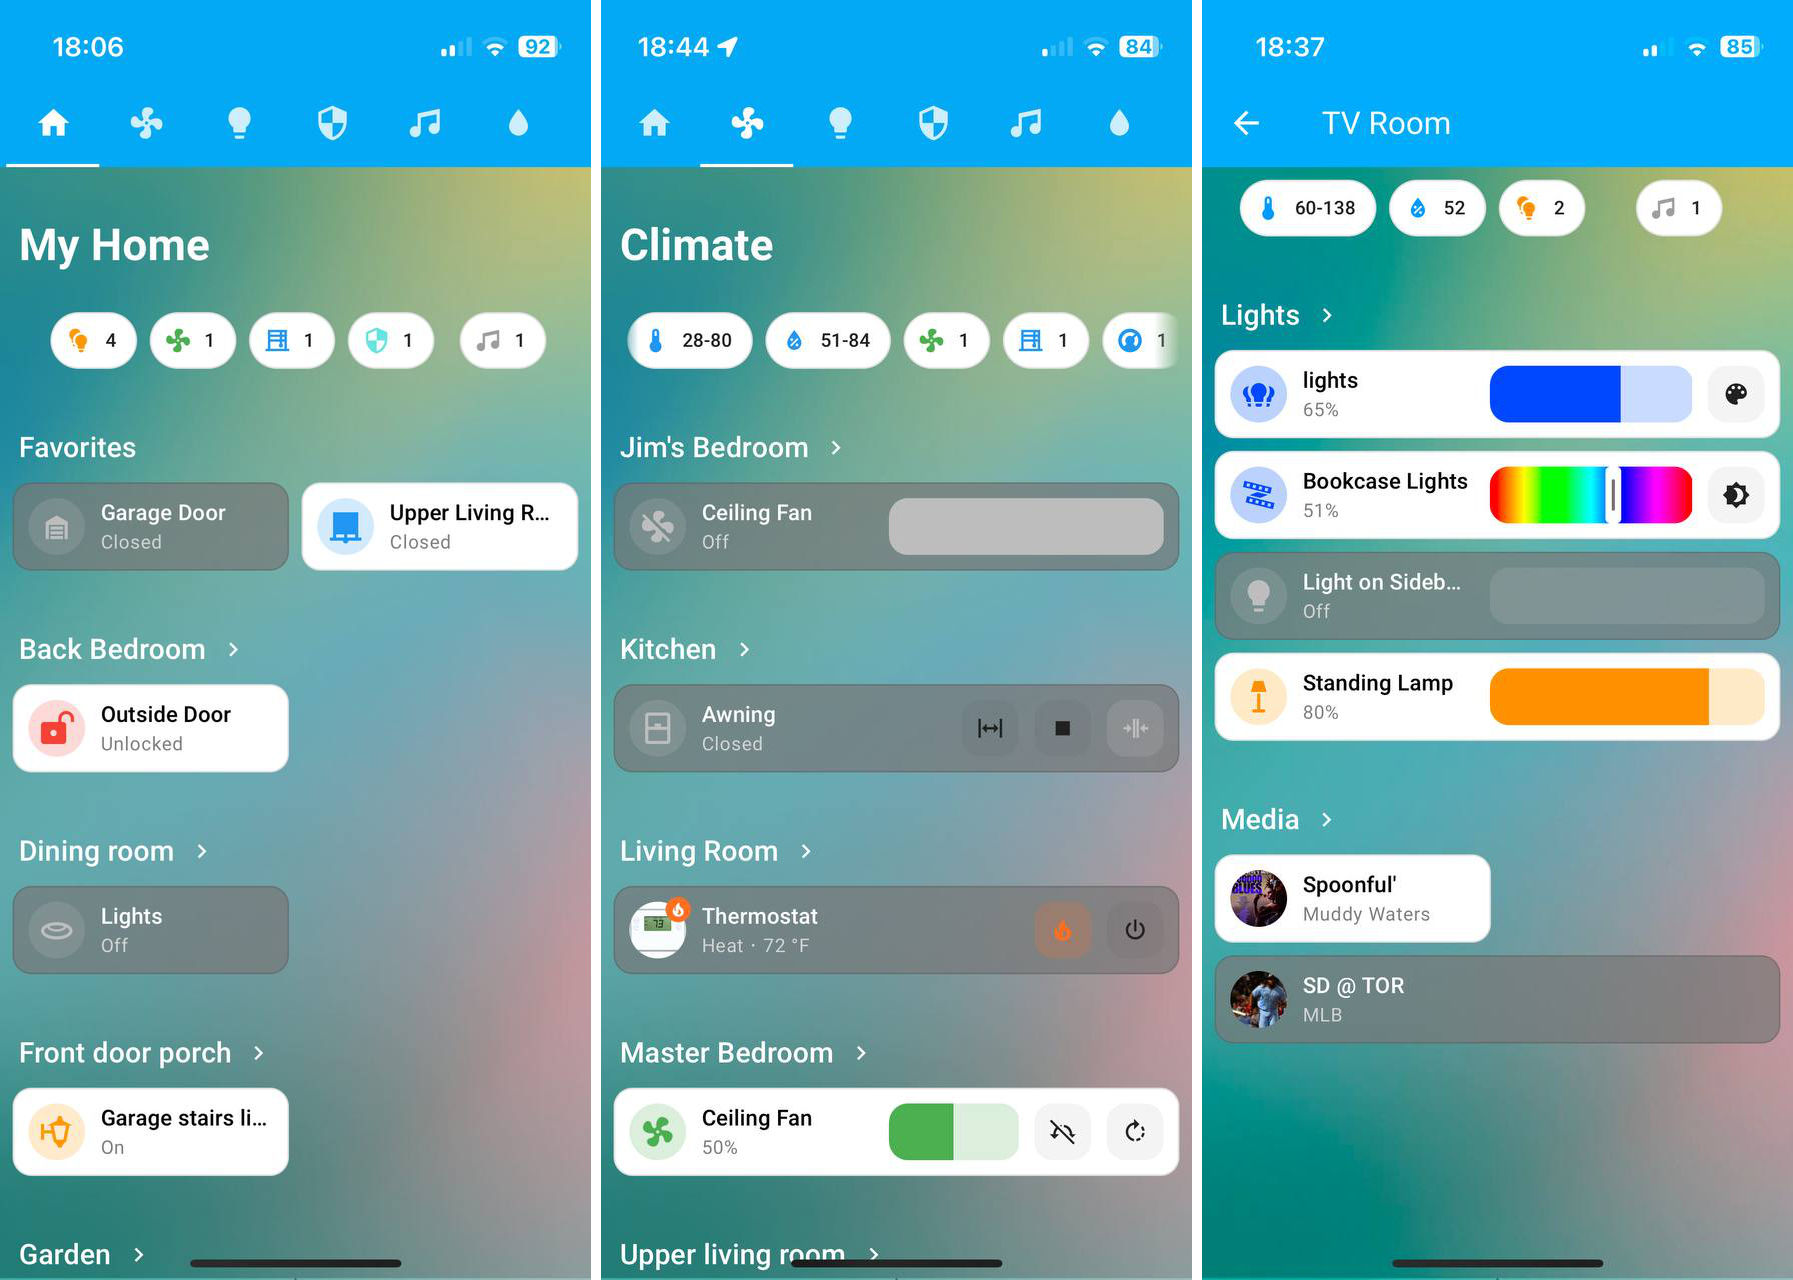 18:06
92
My Home
4
1
1
1
1
Favorites
Garage Door
Closed
Upper Living R...
Closed
Back Bedroom
Outside Door
Unlocked
Dining room
Lights
Off
Front door porch
Garage stairs li...
On
Garden
18:44
84
Climate
28-80
51-84
1
1
1
Jim's Bedroom
Ceiling Fan
Off
Kitchen
Awning
Closed
Living Room
73
Thermostat
Heat · 72 °F
Master Bedroom
Ceiling Fan
50%
Upper living room
18:37
85
TV Room
60-138
52
2
1
Lights
lights
65%
Bookcase Lights
51%
Light on Sideb...
Off
Standing Lamp
80%
Media
BLUES
Spoonful'
Muddy Waters
SD @ TOR
MLB